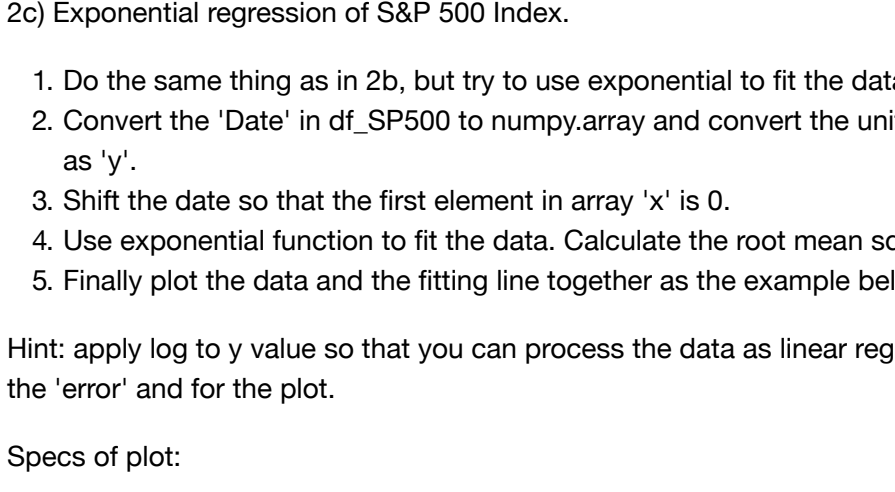 2c) Exponential regression of S&P 500 Index.
1. Do the same thing as in 2b, but try to use exponential to fit the data
2. Convert the 'Date' in df_SP500 to numpy.array and convert the uni
as 'y'.
3. Shift the date so that the first element in array 'x' is 0.
4. Use exponential function to fit the data. Calculate the root mean sq
5. Finally plot the data and the fitting line together as the example bel
Hint: apply log to y value so that you can process the data as linear reg
the 'error' and for the plot.
Specs of plot: